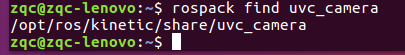 zqc@zqc-lenovo:~$ rospack find uvc_camera
/opt/ros/kinetic/share/uvc_camera
zqc@zqc-lenovo:~$